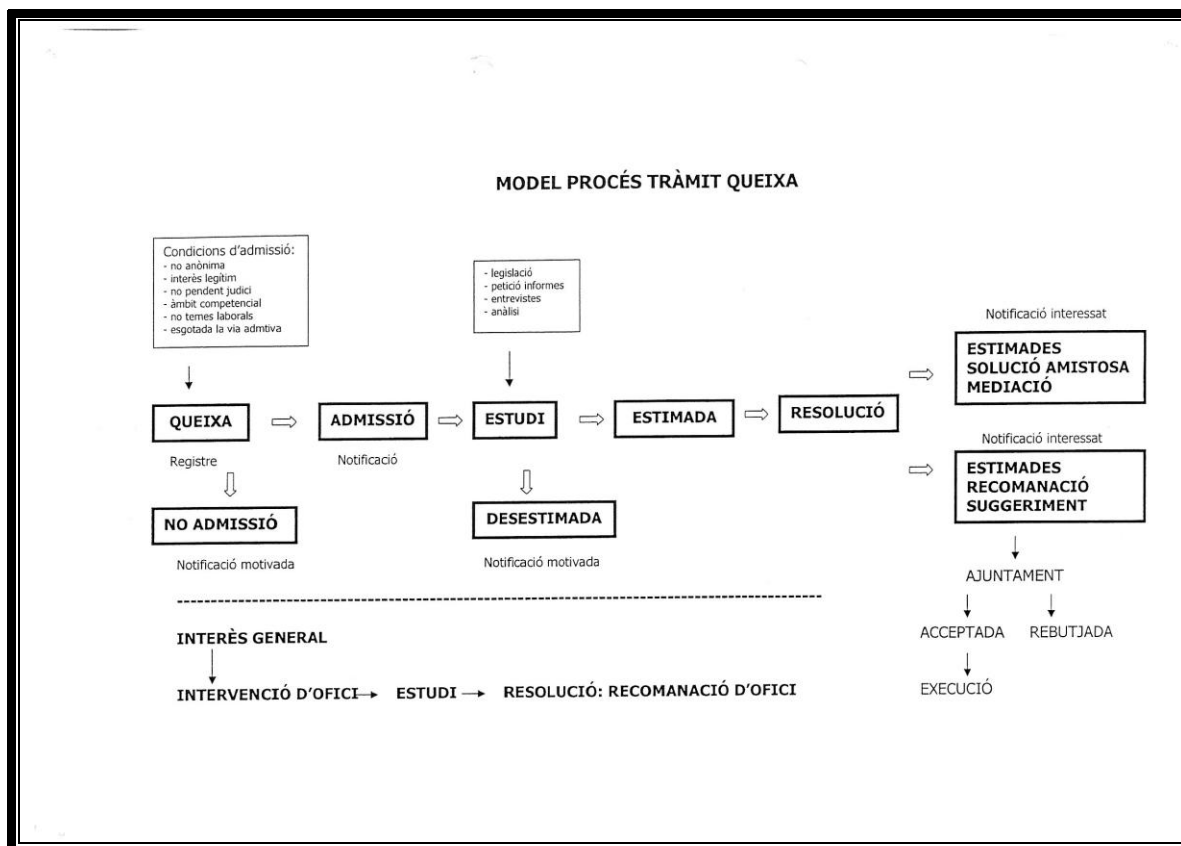 MODEL PROCÉS TRÀMIT QUEIXA
Condicions d'admissió:
- no anònima
- interès legítim
- no pendent judici
- àmbit competencial
- no temes laborals
- esgotada la via admtiva
- legislació
- petició informes
- entrevistes
- anàlisi
Notificació interessat
ESTIMADES
SOLUCIÓ AMISTOSA
MEDIACIÓ
QUEIXA
ADMISSIÓ
ESTUDI
ESTIMADA
RESOLUCIÓ
Registre
Notificació
Notificació interessat
ESTIMADES
RECOMANACIÓ
SUGGERIMENT
NO ADMISSIÓ
DESESTIMADA
Notificació motivada
Notificació motivada
AJUNTAMENT
ACCEPTADA
REBUTJADA
EXECUCIÓ
INTERÈS GENERAL
INTERVENCIÓ D'OFICI
ESTUDI
RESOLUCIÓ: RECOMANACIÓ D'OFICI